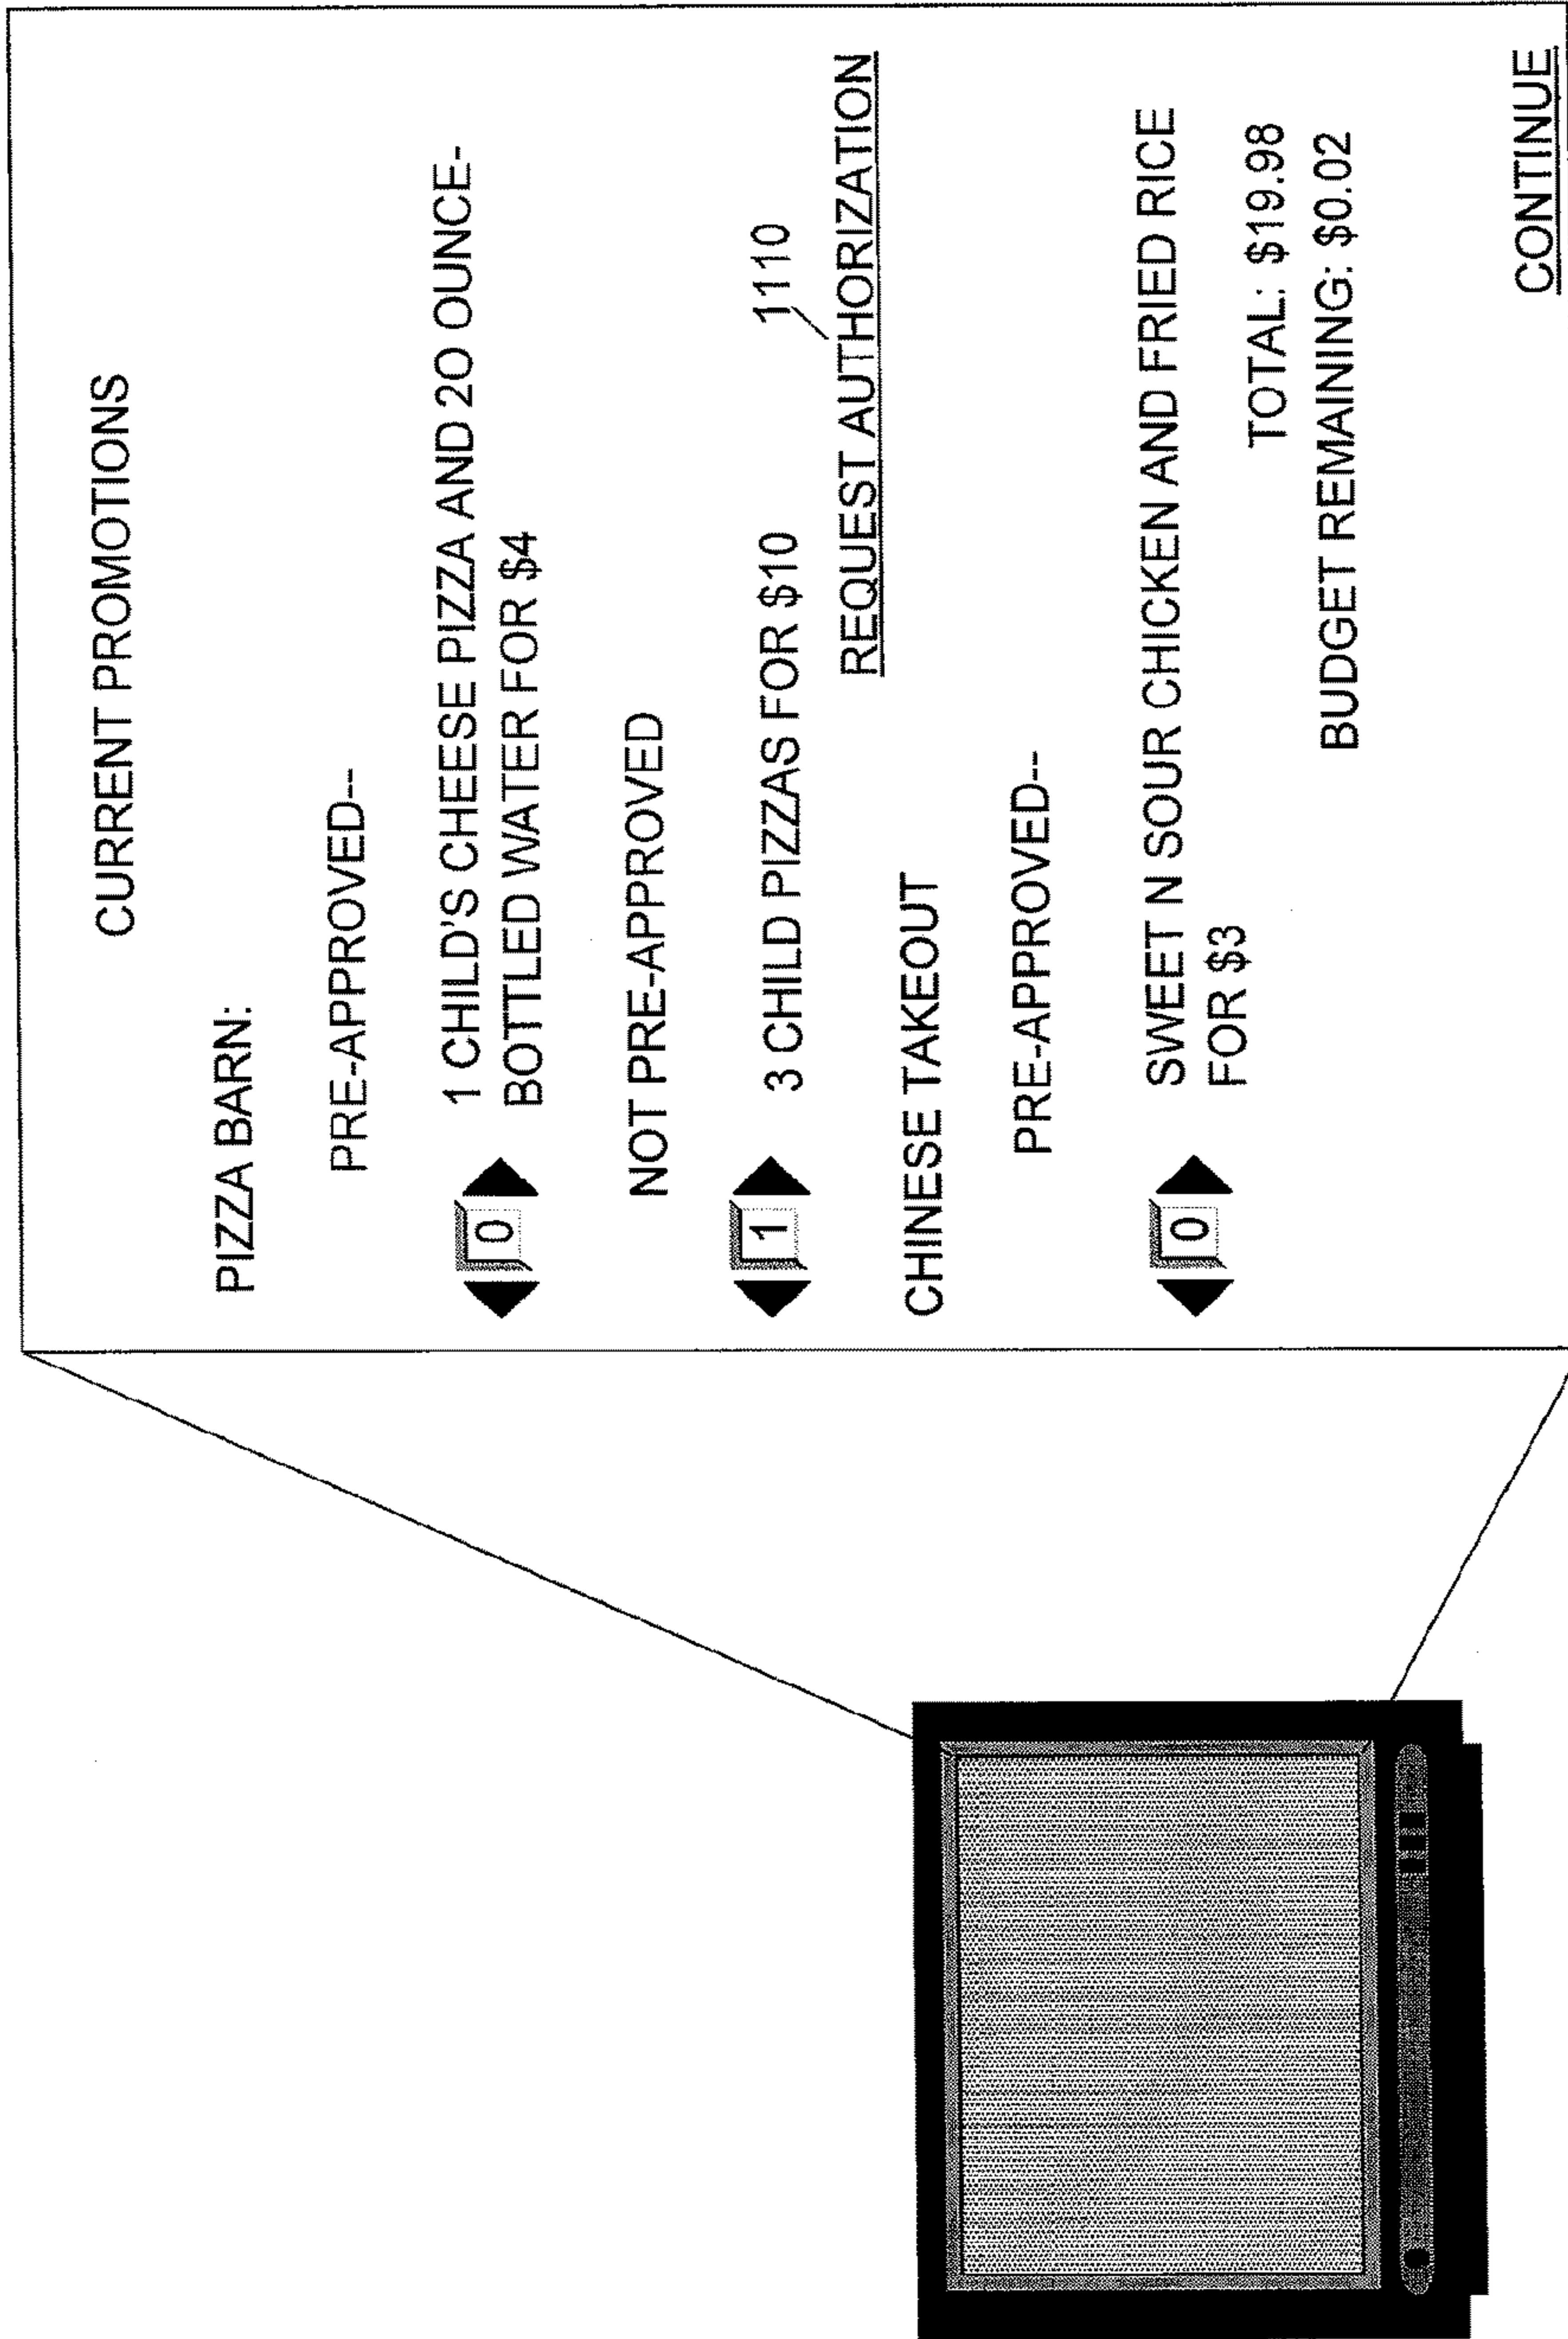 CURRENT PROMOTIONS
PIZZA BARN:
PRE-APPROVED--
0
1 CHILD'S CHEESE PIZZA AND 2O OUNCE-
BOTTLED WATER FOR $4
NOT PRE-APPROVED
1
3 CHILD PIZZAS FOR $10
1110
REQUEST AUTHORIZATION
CHINESE TAKEOUT
PRE-APPROVED--
0
SWEET N SOUR CHICKEN AND FRIED RICE
FOR $3
TOTAL: $19.98
BUDGET REMAINING: $0.02
CONTINUE